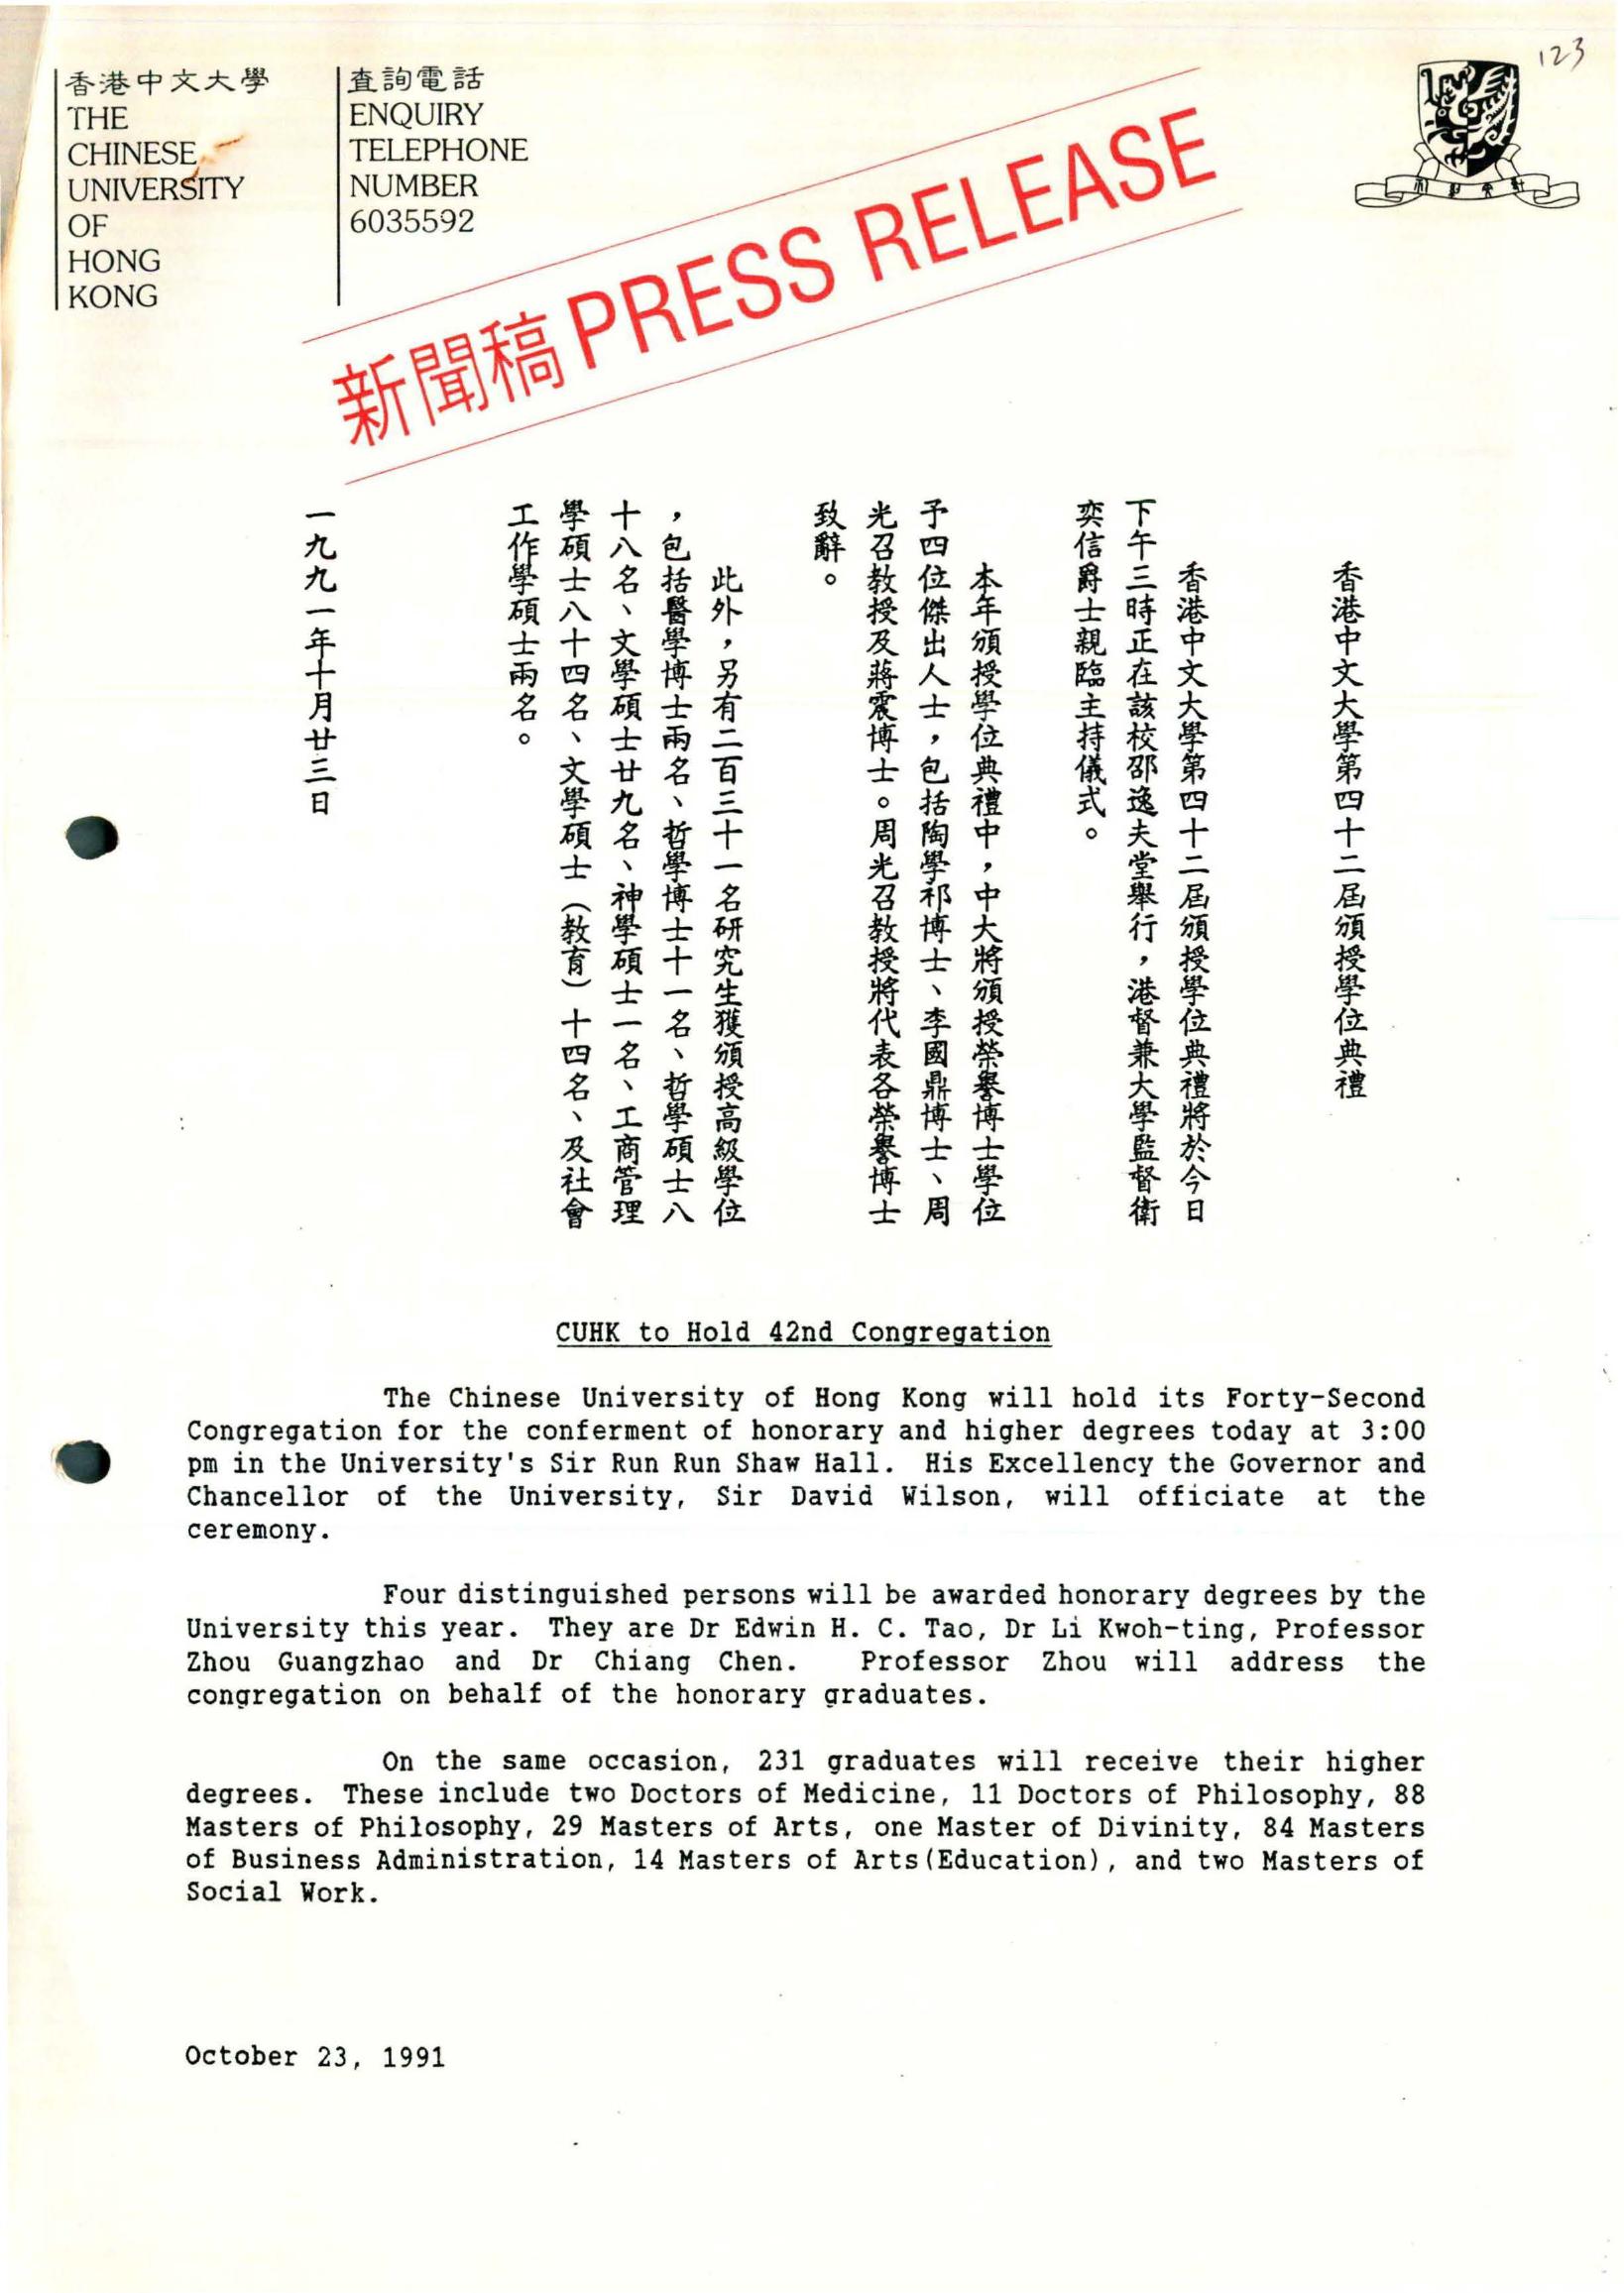 123
香港中文大學
THE
CHINESE
UNIVERSITY
OF
HONG
KONG
查詢電話
ENQUIRY
TELEPHONE
NUMBER
6035592
新聞稿 PRESS RELEASE
香港中文大學第四十二屆頒授學位典禮
香港中文大學第四十二屆頒授學位典禮將於今日
下午三時正在該校邵逸夫堂舉行，港督兼大學監督衛
奕信爵士親臨主持儀式。
本年頒授學位典禮中，中大將頒授榮譽博士學位
予四位傑出人士，包括陶學祁博士、李國鼎博士、周
光召教授及蔣震博士。周光召教授將代表各榮譽博士
致辭。
此外，另有二百三十一名研究生獲頒授高級學位
，包括醫學博士兩名、哲學博士十一名、哲學碩士八
十八名、文學碩士廿九名、神學碩士一名、工商管理
學碩士八十四名、文學碩士（教育）十四名、及社會
工作學碩士兩名。
一九九一年十月廿三日
CUHK to Hold 42nd Congregation
The Chinese University of Hong Kong will hold its Forty-Second
Congregation for the conferment of honorary and higher degrees today at 3:00
pm in the University's Sir Run Run Shaw Hall. His Excellency the Governor and
Chancellor of the University, Sir David Wilson, will officiate at the
ceremony.
Four distinguished persons will be awarded honorary degrees by the
University this year. They are Dr Edwin H. C. Tao, Dr Li Kwoh-ting, Professor
Zhou Guangzhao and Dr Chiang Chen. Professor Zhou will address the
congregation on behalf of the honorary graduates.
On the same occasion, 231 graduates will receive their higher
degrees. These include two Doctors of Medicine, 11 Doctors of Philosophy, 88
Masters of Philosophy, 29 Masters of Arts, one Master of Divinity, 84 Masters
of Business Administration, 14 Masters of Arts(Education), and two Masters of
Social Work.
October 23, 1991